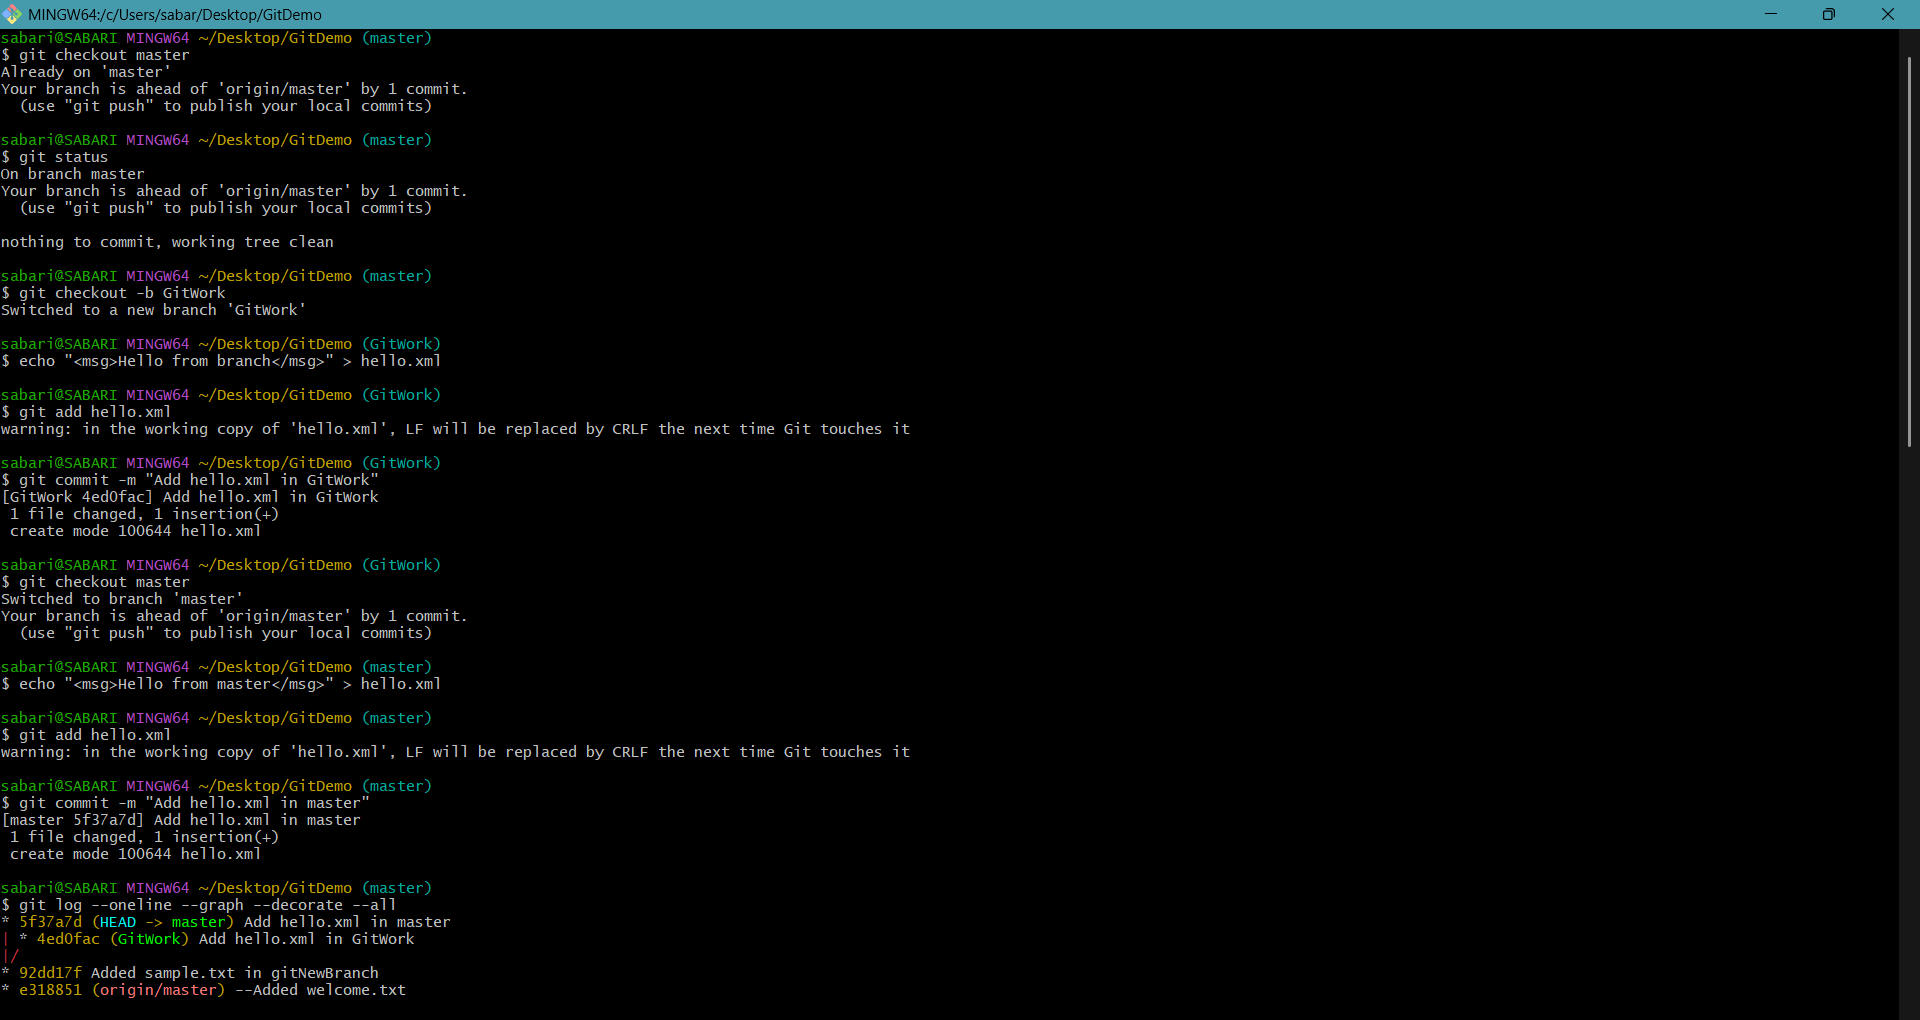 MINGW64:/c/Users/sabar/Desktop/GitDemo
sabari@SABARI MINGW64 ~/Desktop/GitDemo (master)
$ git checkout master
Already on 'master'
Your branch is ahead of 'origin/master' by 1 commit.
  (use "git push" to publish your local commits)
sabari@SABARI MINGW64 ~/Desktop/GitDemo (master)
$ git status
On branch master
Your branch is ahead of 'origin/master' by 1 commit.
  (use "git push" to publish your local commits)
nothing to commit, working tree clean
sabari@SABARI MINGW64 ~/Desktop/GitDemo (master)
$ git checkout -b GitWork
Switched to a new branch 'GitWork'
sabari@SABARI MINGW64 ~/Desktop/GitDemo (GitWork)
$ echo "<msg>Hello from branch</msg>" > hello.xml
sabari@SABARI MINGW64 ~/Desktop/GitDemo (GitWork)
$ git add hello.xml
warning: in the working copy of 'hello.xml', LF will be replaced by CRLF the next time Git touches it
sabari@SABARI MINGW64 ~/Desktop/GitDemo (GitWork)
$ git commit -m "Add hello.xml in GitWork"
[GitWork 4ed0fac] Add hello.xml in GitWork
 1 file changed, 1 insertion(+)
 create mode 100644 hello.xml
sabari@SABARI MINGW64 ~/Desktop/GitDemo (GitWork)
$ git checkout master
Switched to branch 'master'
Your branch is ahead of 'origin/master' by 1 commit.
  (use "git push" to publish your local commits)
sabari@SABARI MINGW64 ~/Desktop/GitDemo (master)
$ echo "<msg>Hello from master</msg>" > hello.xml
sabari@SABARI MINGW64 ~/Desktop/GitDemo (master)
$ git add hello.xml
warning: in the working copy of 'hello.xml', LF will be replaced by CRLF the next time Git touches it
sabari@SABARI MINGW64 ~/Desktop/GitDemo (master)
$ git commit -m "Add hello.xml in master"
[master 5f37a7d] Add hello.xml in master
 1 file changed, 1 insertion(+)
 create mode 100644 hello.xml
sabari@SABARI MINGW64 ~/Desktop/GitDemo (master)
$ git log --oneline --graph --decorate --all
* 5f37a7d (HEAD -> master) Add hello.xml in master
| * 4ed0fac (GitWork) Add hello.xml in GitWork
|/
* 92dd17f Added sample.txt in gitNewBranch
* e318851 (origin/master) --Added welcome.txt